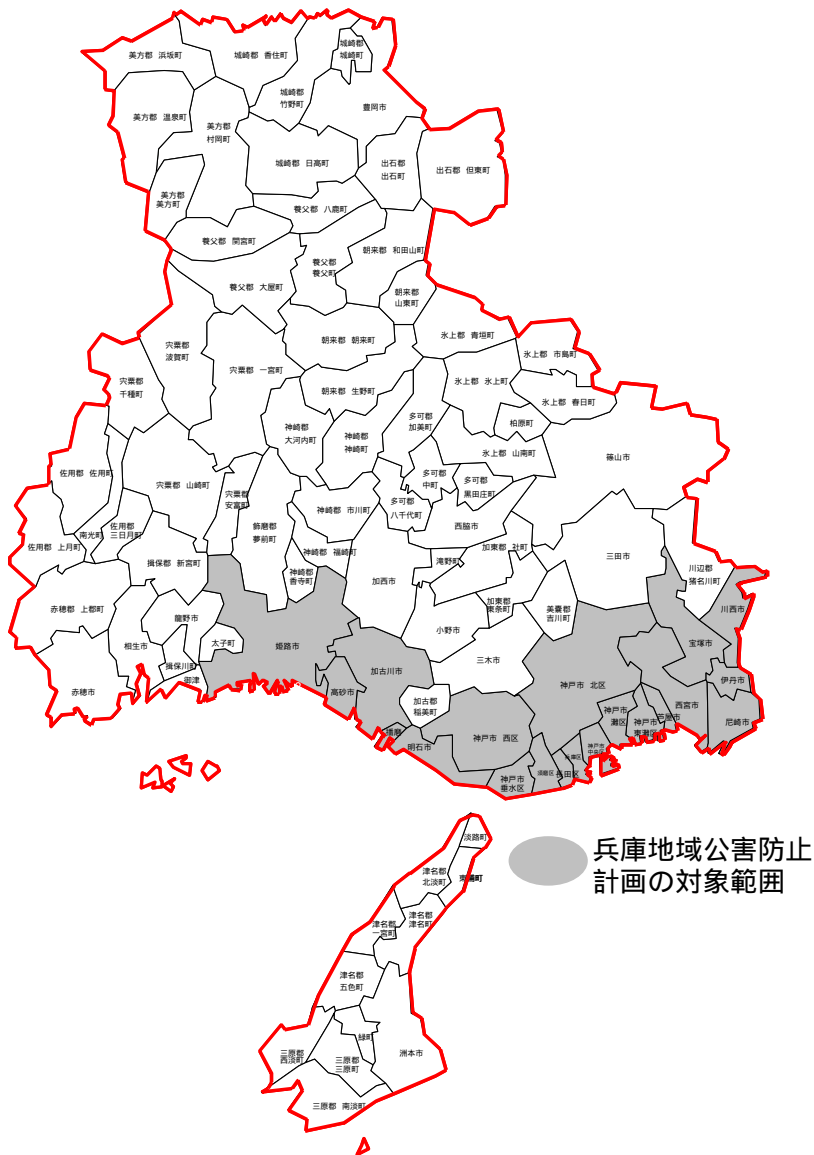 美方郡 浜坂町
城崎郡 香住町
城崎郡
城崎町
城崎郡
竹野町
豊岡市
美方郡 温泉町
美方郡
村岡町
城崎郡 日高町
出石郡
出石町
出石郡 但東町
美方郡
美方町
養父郡 八鹿町
養父郡 関宮町
養父郡
養父町
朝来郡 和田山町
養父郡 大屋町
朝来郡
山東町
宍粟郡
波賀町
朝来郡 朝来町
氷上郡 青垣町
氷上郡 市島町
宍粟郡 一宮町
宍粟郡
千種町
朝来郡 生野町
氷上郡 氷上町
氷上郡 春日町
多可郡
加美町
柏原町
神崎郡
大河内町
神崎郡
神崎町
氷上郡 山南町
篠山市
佐用郡 佐用町
宍粟郡 山崎町
宍粟郡
安富町
多可郡
中町
多可郡
黒田庄町
多可郡
八千代町
飾磨郡
夢前町
神崎郡 市川町
西脇市
佐用郡
三日月町
南光町
佐用郡 上月町
揖保郡 新宮町
神崎郡 福崎町
滝野町
加東郡 社町
三田市
川辺郡
猪名川町
神崎郡
香寺町
加西市
加東郡
東条町
美嚢郡
吉川町
赤穂郡 上郡町
龍野市
川西市
相生市
太子町
姫路市
小野市
三木市
宝塚市
揖保川町
御津
加古川市
神戸市 北区
伊丹市
赤穂市
高砂市
加古郡
稲美町
神戸市
灘区
神戸市
東灘区
芦屋市
西宮市
尼崎市
播磨
明石市
神戸市 西区
神戸市
中央区
兵庫区
長田区
須磨区
神戸市
垂水区
淡路町
兵庫地域公害防止
計画の対象範囲
津名郡
北淡町
津名郡
津名町
津名郡
一宮町
津名郡
五色町
緑町
洲本市
三原郡
西淡町
三原郡
三原町
三原郡 南淡町